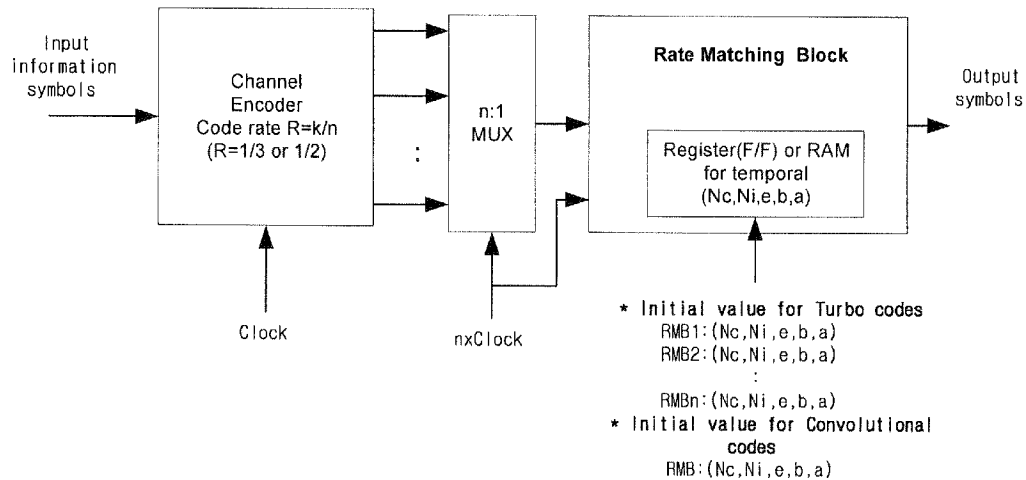 Input
information
symbols
Channel
Encoder
Code rate R=k/n
(R=1/3 or 1/2)
:
n:1
MUX
Rate Matching Block
Register(F/F) or RAM
for temporal
(Nc,Ni,e,b,a)
Output
symbols
Clock
nxClock
* Initial value for Turbo codes
RMB1:(Nc,Ni,e,b,a)
RMB2:(Nc,Ni,e,b,a)
:
RMBn:(Nc,Ni,e,b,a)
* Initial value for Convolutional
codes
RMB:(Nc,Ni,e,b,a)